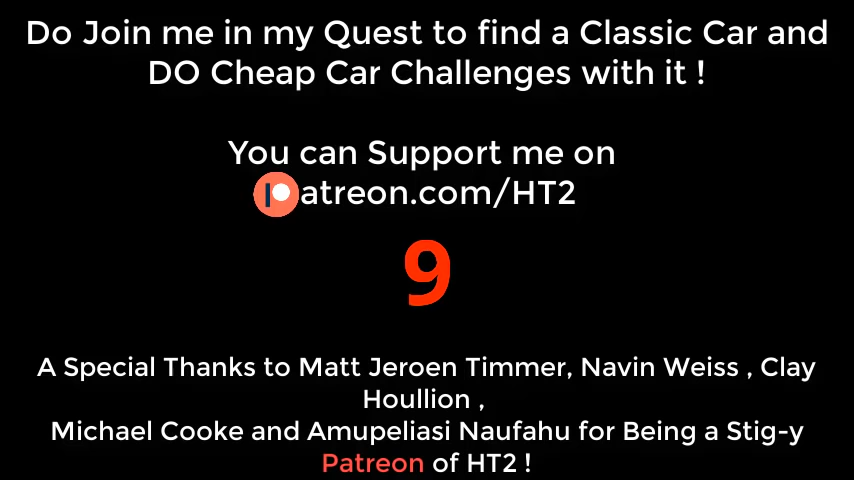 Do Join me in my Quest to find a Classic Car and
DO Cheap Car Challenges with it !
You can Support me on
Patreon.com/HT2
9
A Special Thanks to Matt Jeroen Timmer, Navin Weiss , Clay
Houllion ,
Michael Cooke and Amupeliasi Naufahu for Being a Stig-y
Patreon of HT2 !